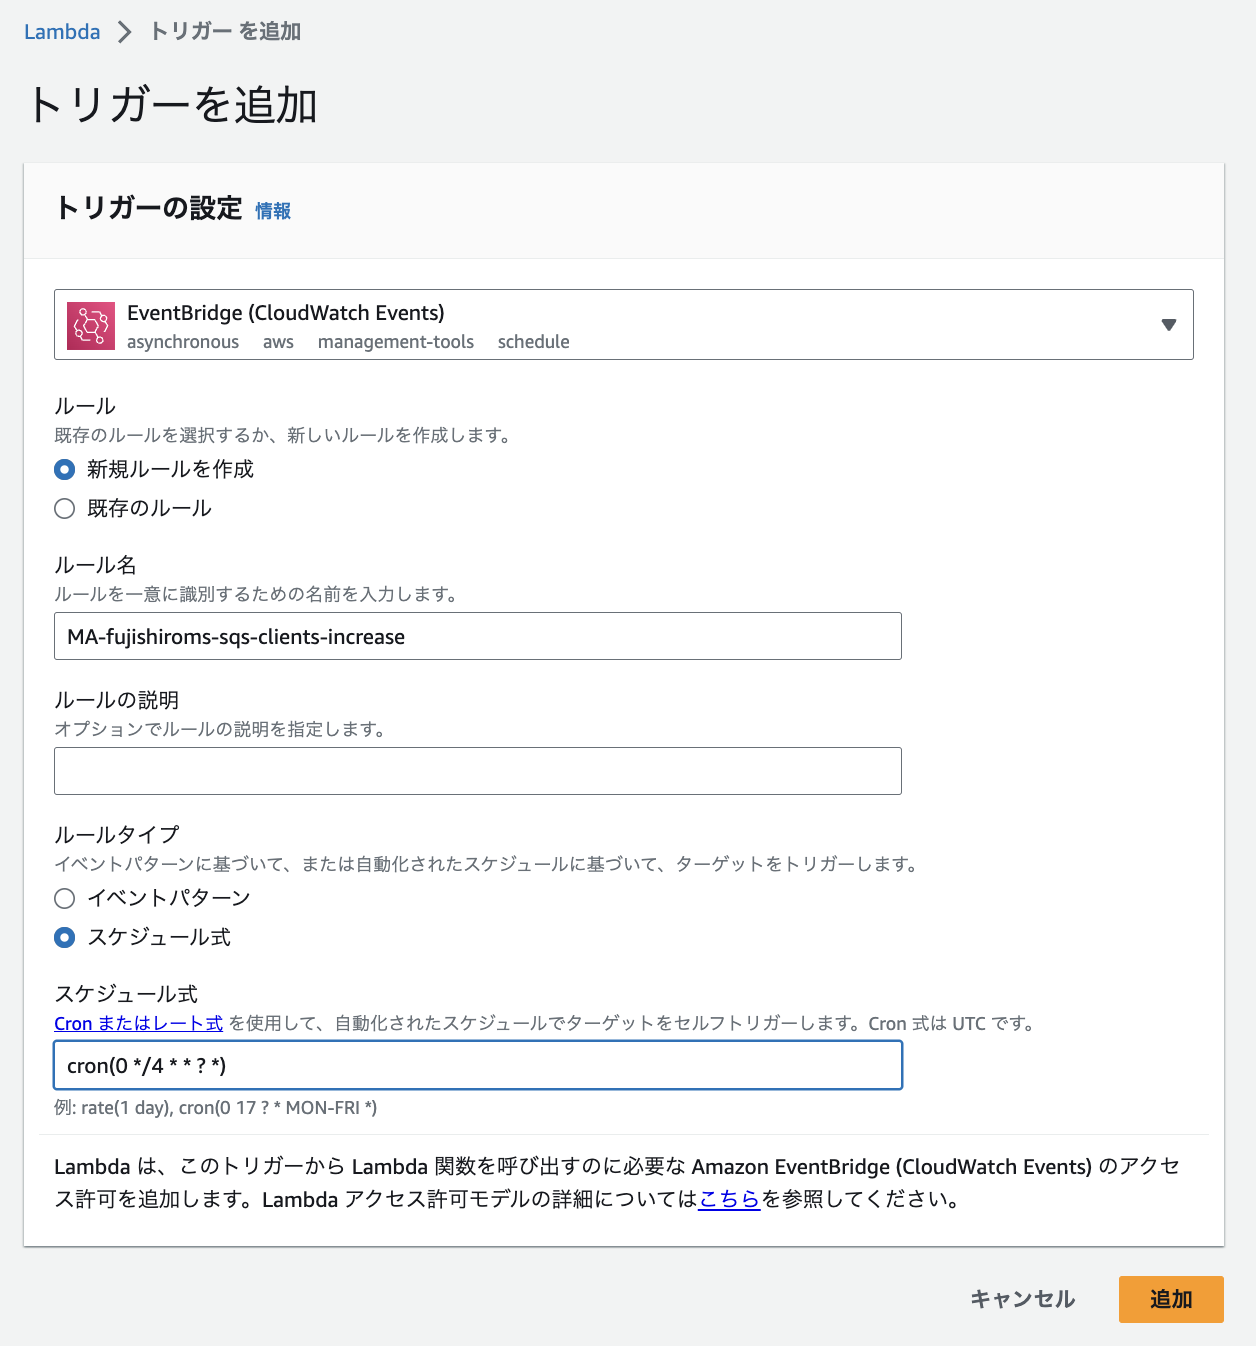 Lambda > トリガー を追加
トリガーを追加
トリガーの設定 情報
EventBridge (CloudWatch Events)
asynchronous aws management-tools schedule
ルール
既存のルールを選択するか、新しいルールを作成します。
新規ルールを作成
既存のルール
ルール名
ルールを一意に識別するための名前を入力します。
MA-fujishiroms-sqs-clients-increase
ルールの説明
オプションでルールの説明を指定します。
ルールタイプ
イベントパターンに基づいて、または自動化されたスケジュールに基づいて、ターゲットをトリガーします。
イベントパターン
スケジュール式
スケジュール式
Cron またはレート式 を使用して、自動化されたスケジュールでターゲットをセルフトリガーします。Cron 式は UTC です。
cron(0 */4 * * ? *)
例: rate(1 day), cron(0 17 ? * MON-FRI *)
Lambda は、このトリガーから Lambda 関数を呼び出すのに必要な Amazon EventBridge (CloudWatch Events) のアクセ
ス許可を追加します。Lambda アクセス許可モデルの詳細についてはこちらを参照してください。
キャンセル 追加